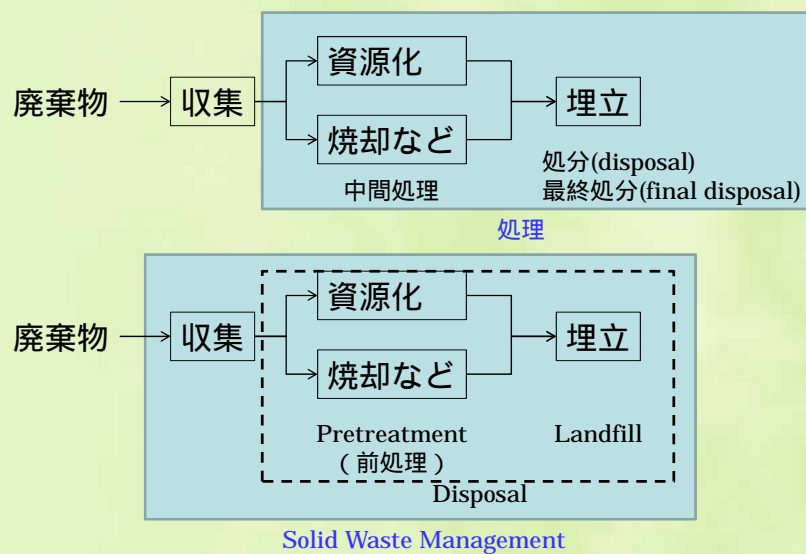 資源化
廃棄物
収集
埋立
焼却など
処分(disposal)
中間処理
最終処分(final disposal)
処理
資源化
廃棄物
収集
埋立
焼却など
Pretreatment
Landfill
(前処理)
Disposal
Solid Waste Management